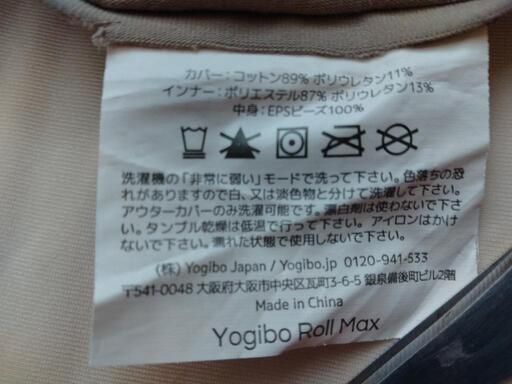 カバー：コットン89% ポリウレタン11%
インナー：ポリエステル87% ポリウレタン13%
中身：EPSビーズ100%
洗濯機の「非常に弱い」モードで洗って下さい。色落ちの恐
れがありますので白、又は淡色物と分けて洗濯して下さい。
アウターカバーのみ洗濯可能です。漂白剤は使わないで下さ
い。タンブル乾燥は低温で行って下さい。アイロンはかけ
ないで下さい。濡れた状態で使用しないで下さい。
(株) Yogibo Japan / Yogibo.jp 0120-941-533
〒541-0048 大阪府大阪市中央区瓦町3-6-5 銀泉備後町ビル2階
Made in China
Yogibo Roll Max